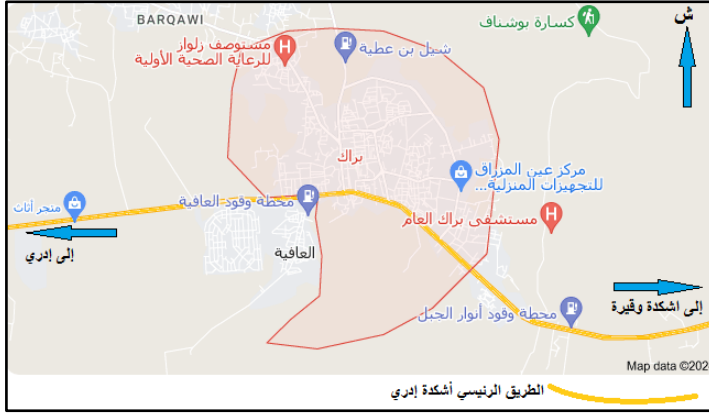 BARQAWI
كسارة بوشناف
ش
مستوصف زلواز
للرعاية الصحية الأولية
شيل بن عطية
براك
مركز عين المزراف
للتجهيزات المنزلية...
متجر أثاث
محطة وقود العافية
مستشفى براك العام
إلى إدري
العافية
إلى اشكدة وقيرة
محطة وقود أنوار الجبل
Map data ©202
الطريق الرئيسي أشكدة إدري